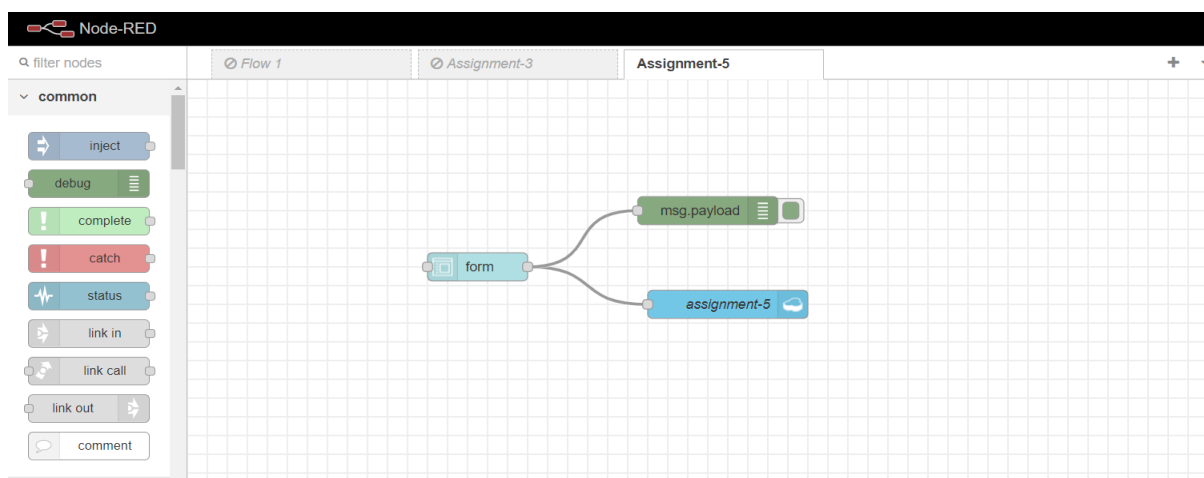 Node-RED
filter nodes
Flow 1
Assignment-3
Assignment-5
common
inject
debug
complete
catch
status
link in
link call
link out
comment
msg.payload
form
assignment-5